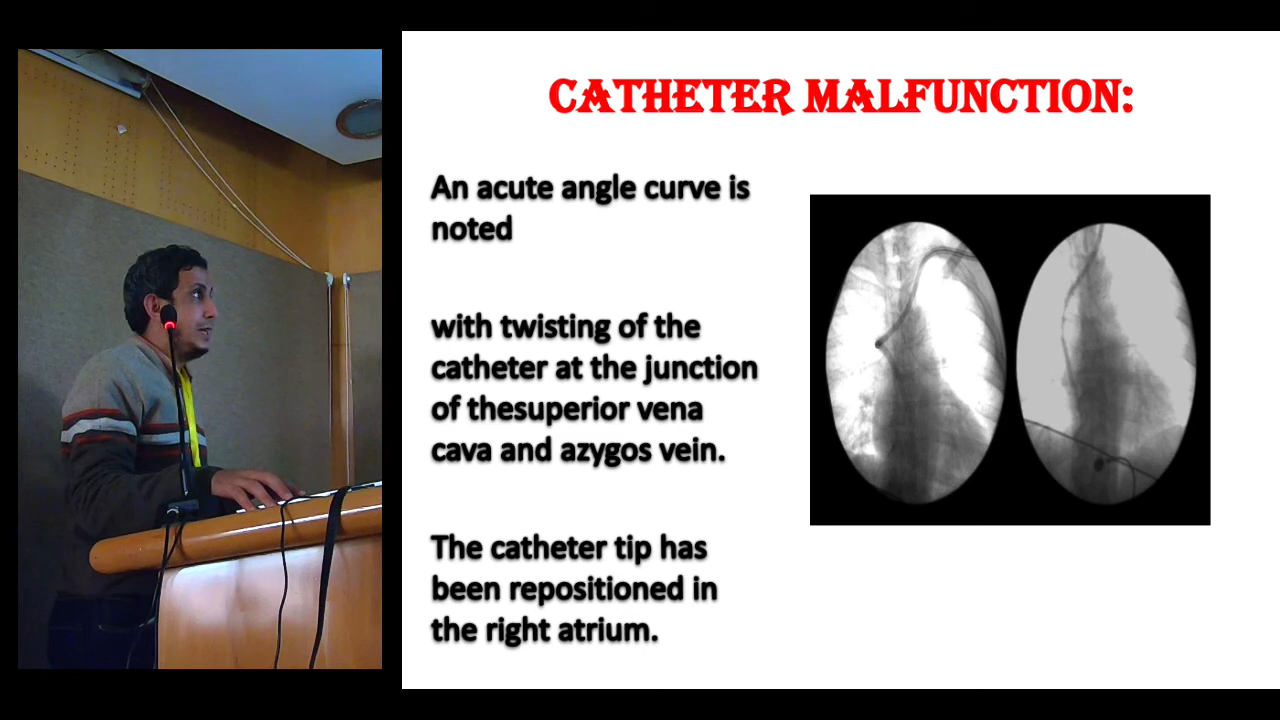 CATHETER MALFUNCTION:
An acute angle curve is
noted
with twisting of the
catheter at the junction
of thesuperior vena
cava and azygos vein.
The catheter tip has
been repositioned in
the right atrium.